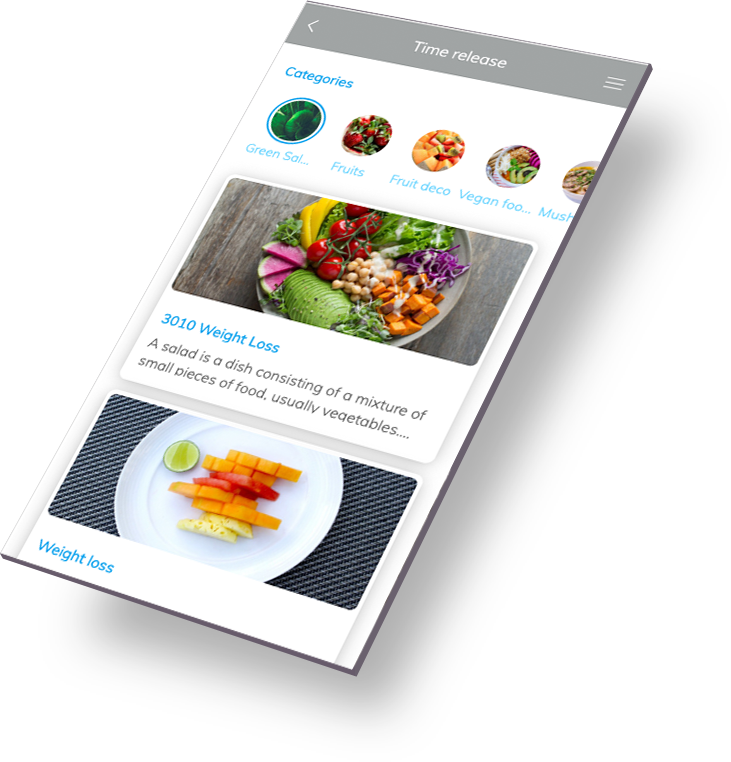 Time release
Categories
Green Sal...
Fruits
Fruit deco
Vegan foo...
Mush
3010 Weight Loss
A salad is a dish consisting of a mixture of
small pieces of food, usually vegetables....
Weight loss